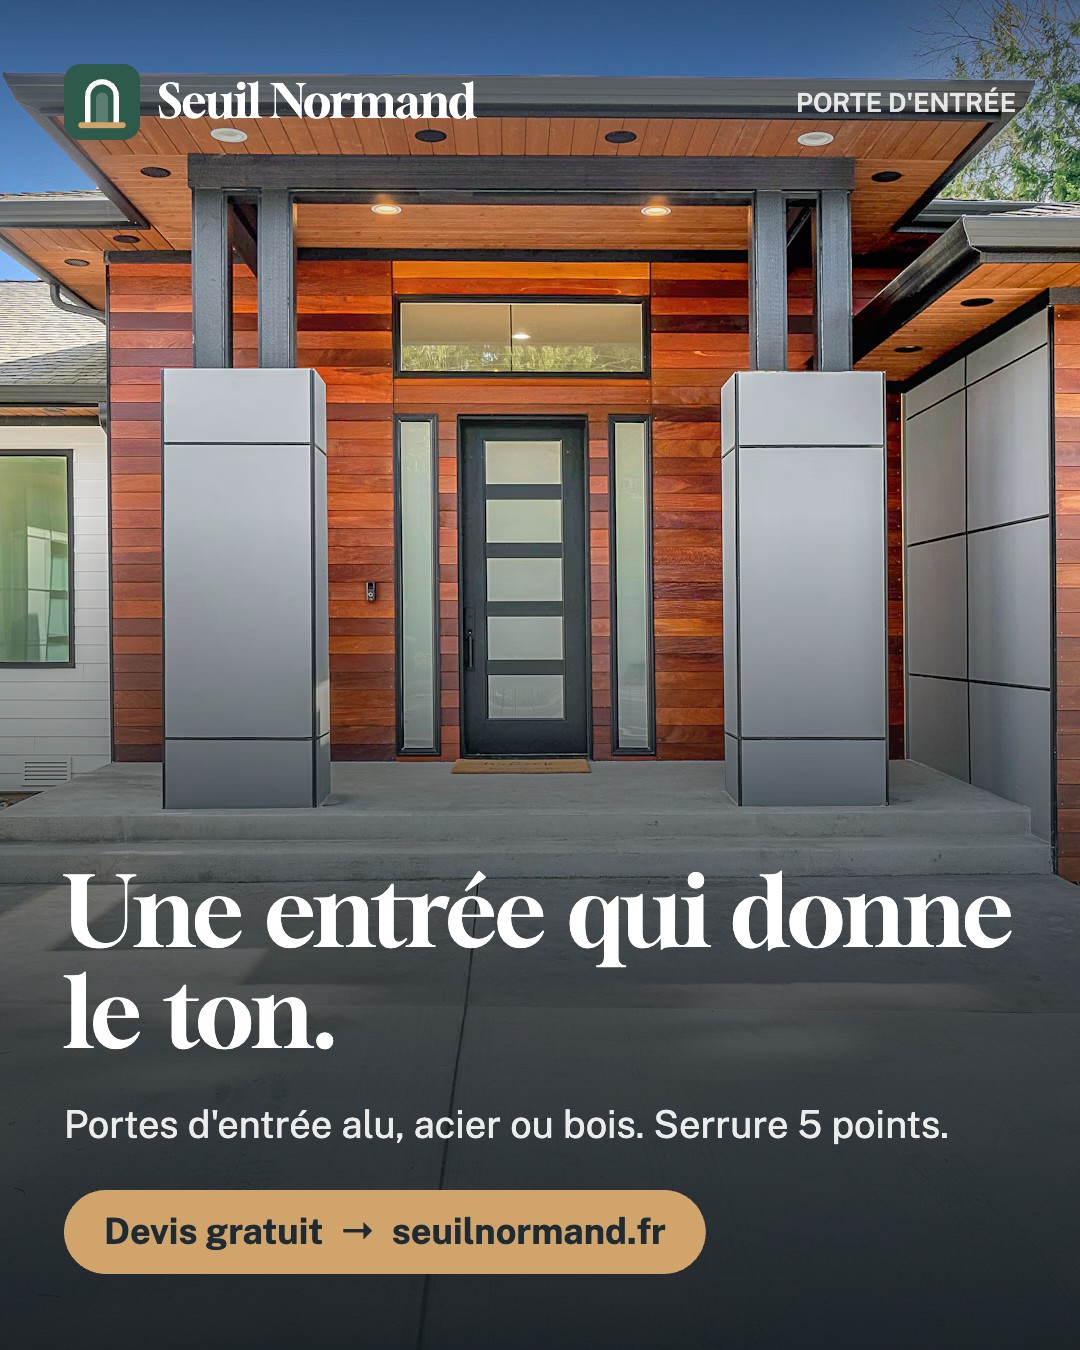 Seuil Normand
PORTE D'ENTRÉE
Une entrée qui donne
le ton.
Portes d'entrée alu, acier ou bois. Serrure 5 points.
Devis gratuit → seuilnormand.fr